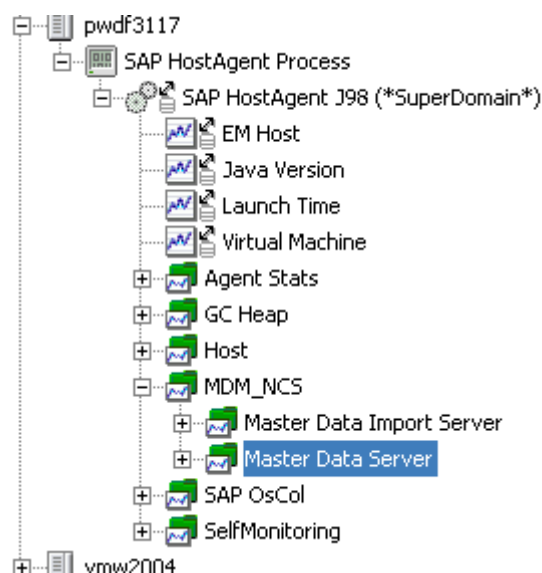 pwdf3117
SAP HostAgent Process
SAP HostAgent J98 (*SuperDomain*)
EM Host
Java Version
Launch Time
Virtual Machine
Agent Stats
GC Heap
Host
MDM_NCS
Master Data Import Server
Master Data Server
SAP OsCol
SelfMonitoring
vmw2004